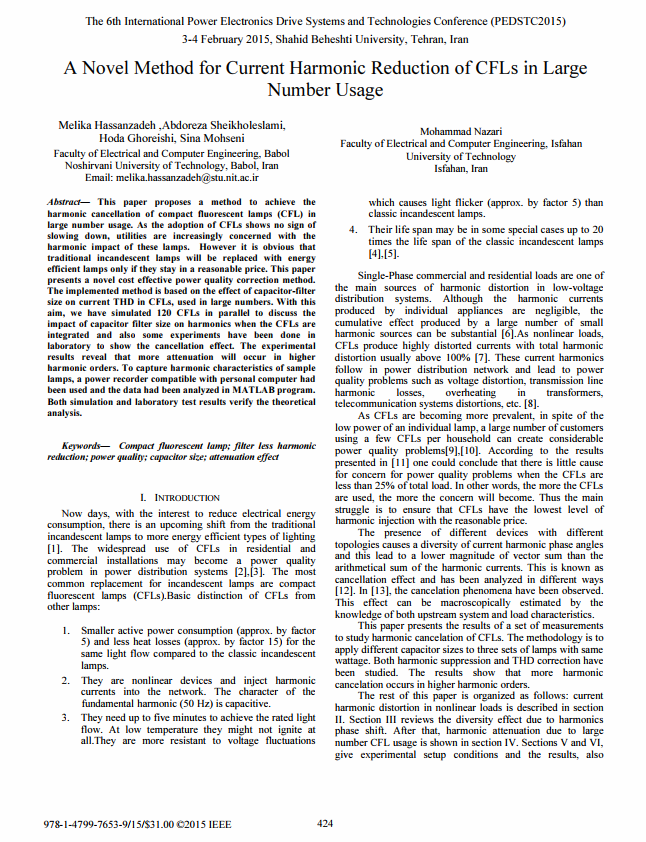 The 6th International Power Electronics Drive Systems and Technologies Conference (PEDSTC2015)
3-4 February 2015, Shahid Beheshti University, Tehran, Iran
A Novel Method for Current Harmonic Reduction of CFLs in Large
Number Usage
Melika Hassanzadeh ,Abdoreza Sheikholeslami,
Hoda Ghoreishi, Sina Mohseni
Faculty of Electrical and Computer Engineering, Babol
Noshirvani University of Technology, Babol, Iran
Email: melika.hassanzadeh@stu.nit.ac.ir
Mohammad Nazari
Faculty of Electrical and Computer Engineering, Isfahan
University of Technology
Isfahan, Iran
Abstract— This paper proposes a method to achieve the
harmonic cancellation of compact fluorescent lamps (CFL) in
large number usage. As the adoption of CFLs shows no sign of
slowing down, utilities are increasingly concerned with the
harmonic impact of these lamps. However it is obvious that
traditional incandescent lamps will be replaced with energy
efficient lamps only if they stay in a reasonable price. This paper
presents a novel cost effective power quality correction method.
The implemented method is based on the effect of capacitor-filter
size on current THD in CFLs, used in large numbers. With this
aim, we have simulated 120 CFLs in parallel to discuss the
impact of capacitor filter size on harmonics when the CFLs are
integrated and also some experiments have been done in
laboratory to show the cancellation effect. The experimental
results reveal that more attenuation will occur in higher
harmonic orders. To capture harmonic characteristics of sample
lamps, a power recorder compatible with personal computer had
been used and the data had been analyzed in MATLAB program.
Both simulation and laboratory test results verify the theoretical
analysis.
Keywords— Compact fluorescent lamp; filter less harmonic
reduction; power quality; capacitor size; attenuation effect
I. INTRODUCTION
Now days, with the interest to reduce electrical energy
consumption, there is an upcoming shift from the traditional
incandescent lamps to more energy efficient types of lighting
[1]. The widespread use of CFLs in residential and
commercial installations may become a power quality
problem in power distribution systems [2],[3]. The most
common replacement for incandescent lamps are compact
fluorescent lamps (CFLs).Basic distinction of CFLs from
other lamps:
1. Smaller active power consumption (approx. by factor
5) and less heat losses (approx. by factor 15) for the
same light flow compared to the classic incandescent
lamps.
2. They are nonlinear devices and inject harmonic
currents into the network. The character of the
fundamental harmonic (50 Hz) is capacitive.
3. They need up to five minutes to achieve the rated light
flow. At low temperature they might not ignite at
all.They are more resistant to voltage fluctuations
which causes light flicker (approx. by factor 5) than
classic incandescent lamps.
4. Their life span may be in some special cases up to 20
times the life span of the classic incandescent lamps
[4],[5].
Single-Phase commercial and residential loads are one of
the main sources of harmonic distortion in low-voltage
distribution systems. Although the harmonic currents
produced by individual appliances are negligible, the
cumulative effect produced by a large number of small
harmonic sources can be substantial [6].As nonlinear loads,
CFLs produce highly distorted currents with total harmonic
distortion usually above 100% [7]. These current harmonics
follow in power distribution network and lead to power
quality problems such as voltage distortion, transmission line
harmonic losses, overheating in transformers,
telecommunication systems distortions, etc. [8].
As CFLs are becoming more prevalent, in spite of the
low power of an individual lamp, a large number of customers
using a few CFLs per household can create considerable
power quality problems[9],[10]. According to the results
presented in [11] one could conclude that there is little cause
for concern for power quality problems when the CFLs are
less than 25% of total load. In other words, the more the CFLs
are used, the more the concern will become. Thus the main
struggle is to ensure that CFLs have the lowest level of
harmonic injection with the reasonable price.
The presence of different devices with different
topologies causes a diversity of current harmonic phase angles
and this lead to a lower magnitude of vector sum than the
arithmetical sum of the harmonic currents. This is known as
cancellation effect and has been analyzed in different ways
[12]. In [13], the cancelation phenomena have been observed.
This effect can be macroscopically estimated by the
knowledge of both upstream system and load characteristics.
This paper presents the results of a set of measurements
to study harmonic cancelation of CFLs. The methodology is to
apply different capacitor sizes to three sets of lamps with same
wattage. Both harmonic suppression and THD correction have
been studied. The results show that more harmonic
cancelation occurs in higher harmonic orders.
The rest of this paper is organized as follows: current
harmonic distortion in nonlinear loads is described in section
II. Section III reviews the diversity effect due to harmonics
phase shift. After that, harmonic attenuation due to large
number CFL usage is shown in section IV. Sections V and VI,
give experimental setup conditions and the results, also
978-1-4799-7653-9/15/$31.00 ©2015 IEEE
424